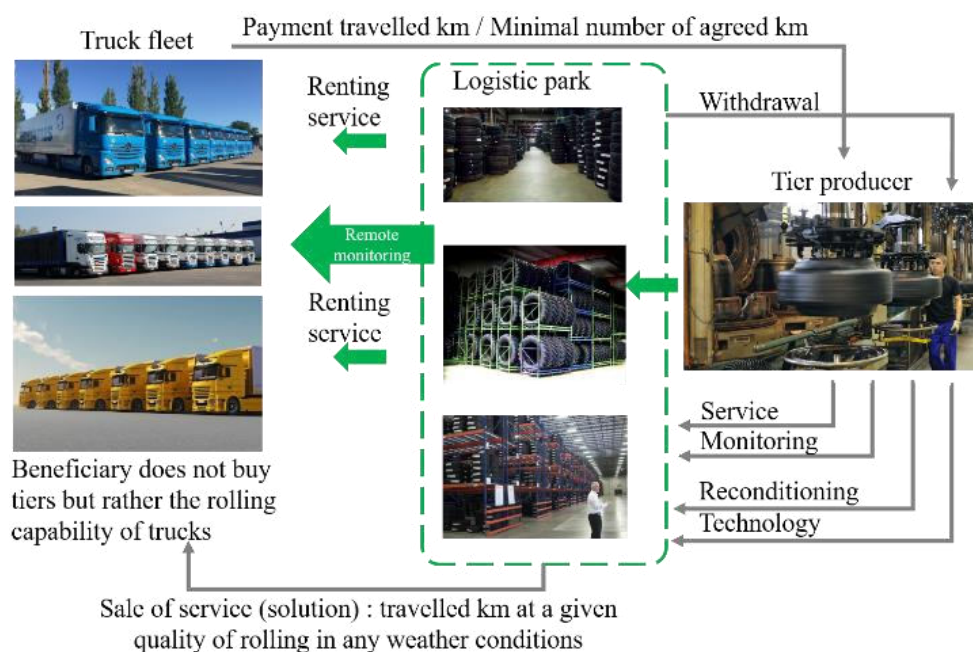 Payment travelled km / Minimal number of agreed km
Truck fleet
Renting
service
Logistic park
Withdrawal
Tier producer
Remote
monitoring
Renting
service
Service
Monitoring
Reconditioning
Technology
Beneficiary does not buy
tiers but rather the rolling
capability of trucks
Sale of service (solution) : travelled km at a given
quality of rolling in any weather conditions